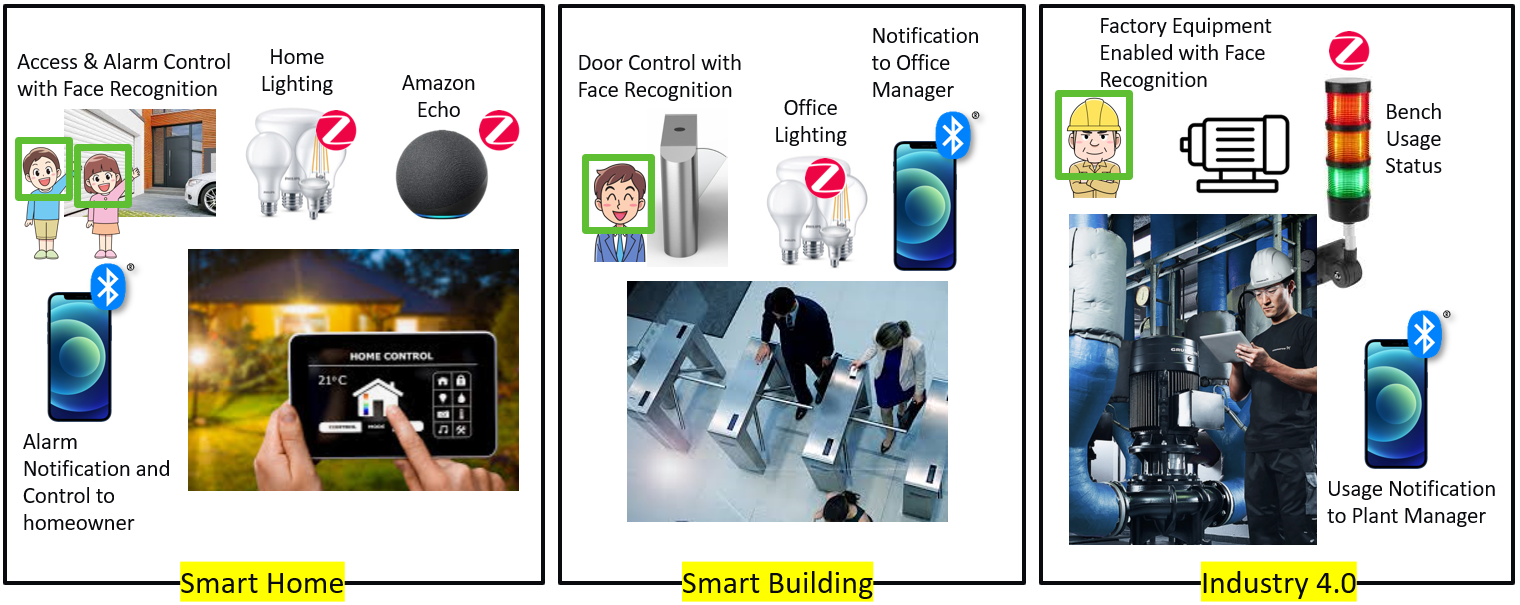 Access & Alarm Control
with Face Recognition
Home
Lighting
Amazon
Echo
HOME CONTROL
21°C
CONTROL
MODE
Alarm
Notification and
Control to
homeowner
Smart Home
Door Control with
Face Recognition
Office
Lighting
Notification
to Office
Manager
®
Smart Building
Factory Equipment
Enabled with Face
Recognition
Bench
Usage
Status
®
Usage Notification
to Plant Manager
Industry 4.0